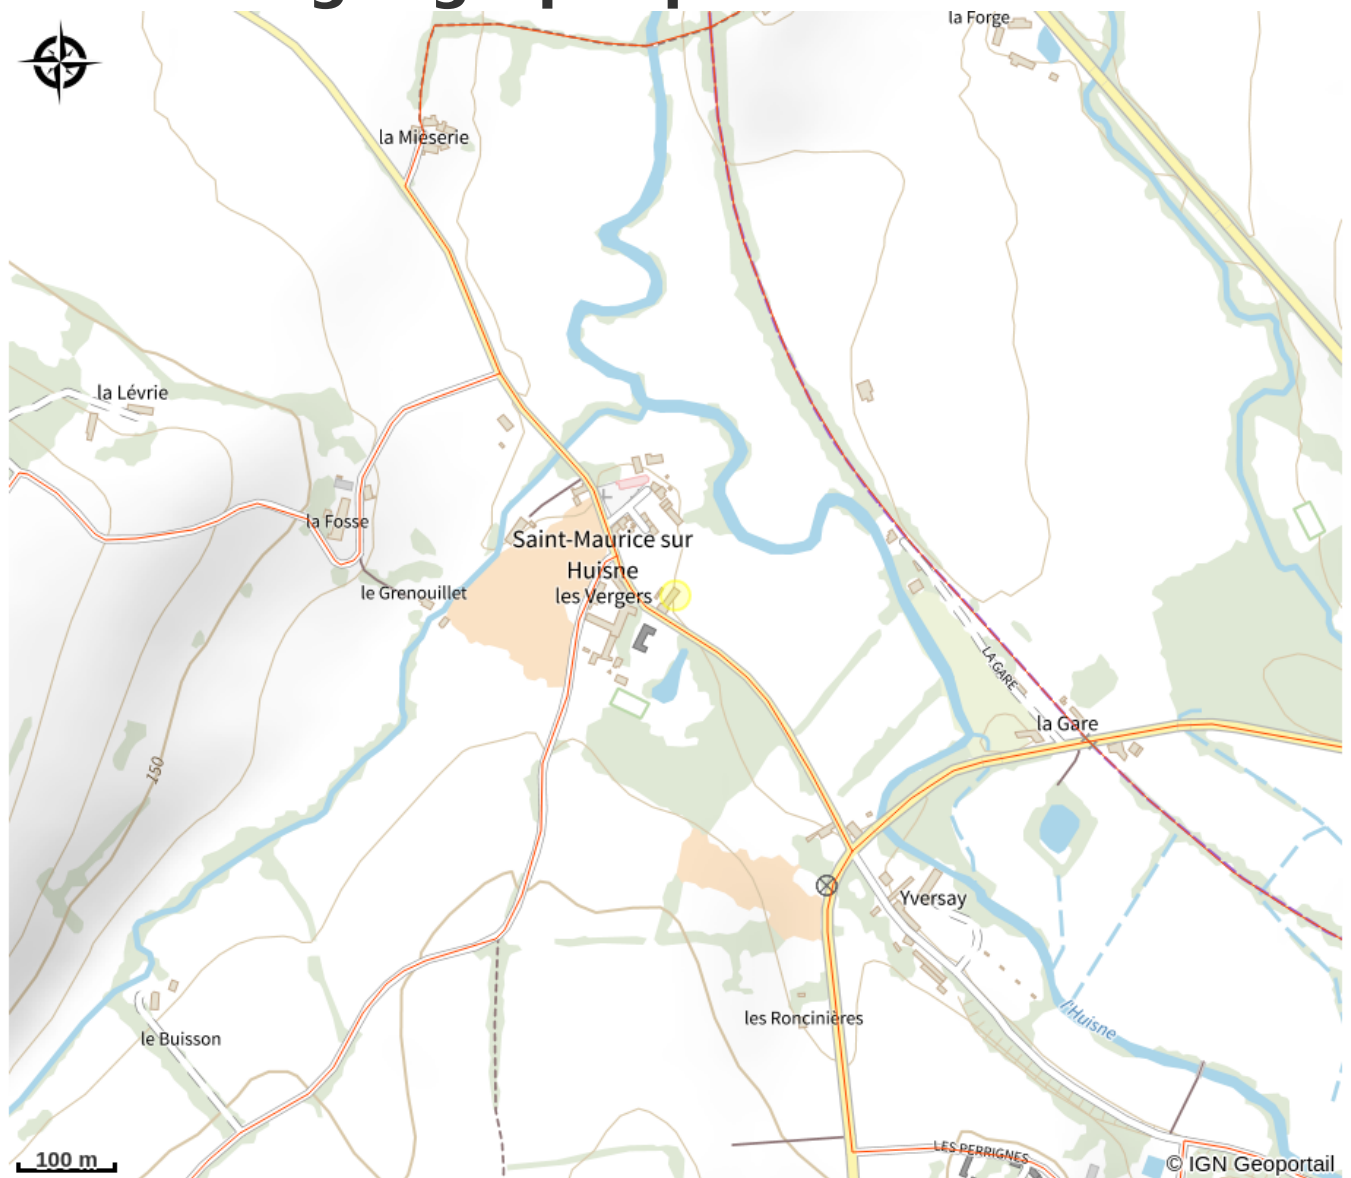 la Forge
la Mièserie
la Lévrie
la Fosse
Saint-Maurice sur
Huisne
le Grenouillet
les Vergers
LA GARE
la Gare
150
Yversay
les Roncinières
l'Huisne
le Buisson
LES PERRIGNES
100 m
© IGN Geoportail